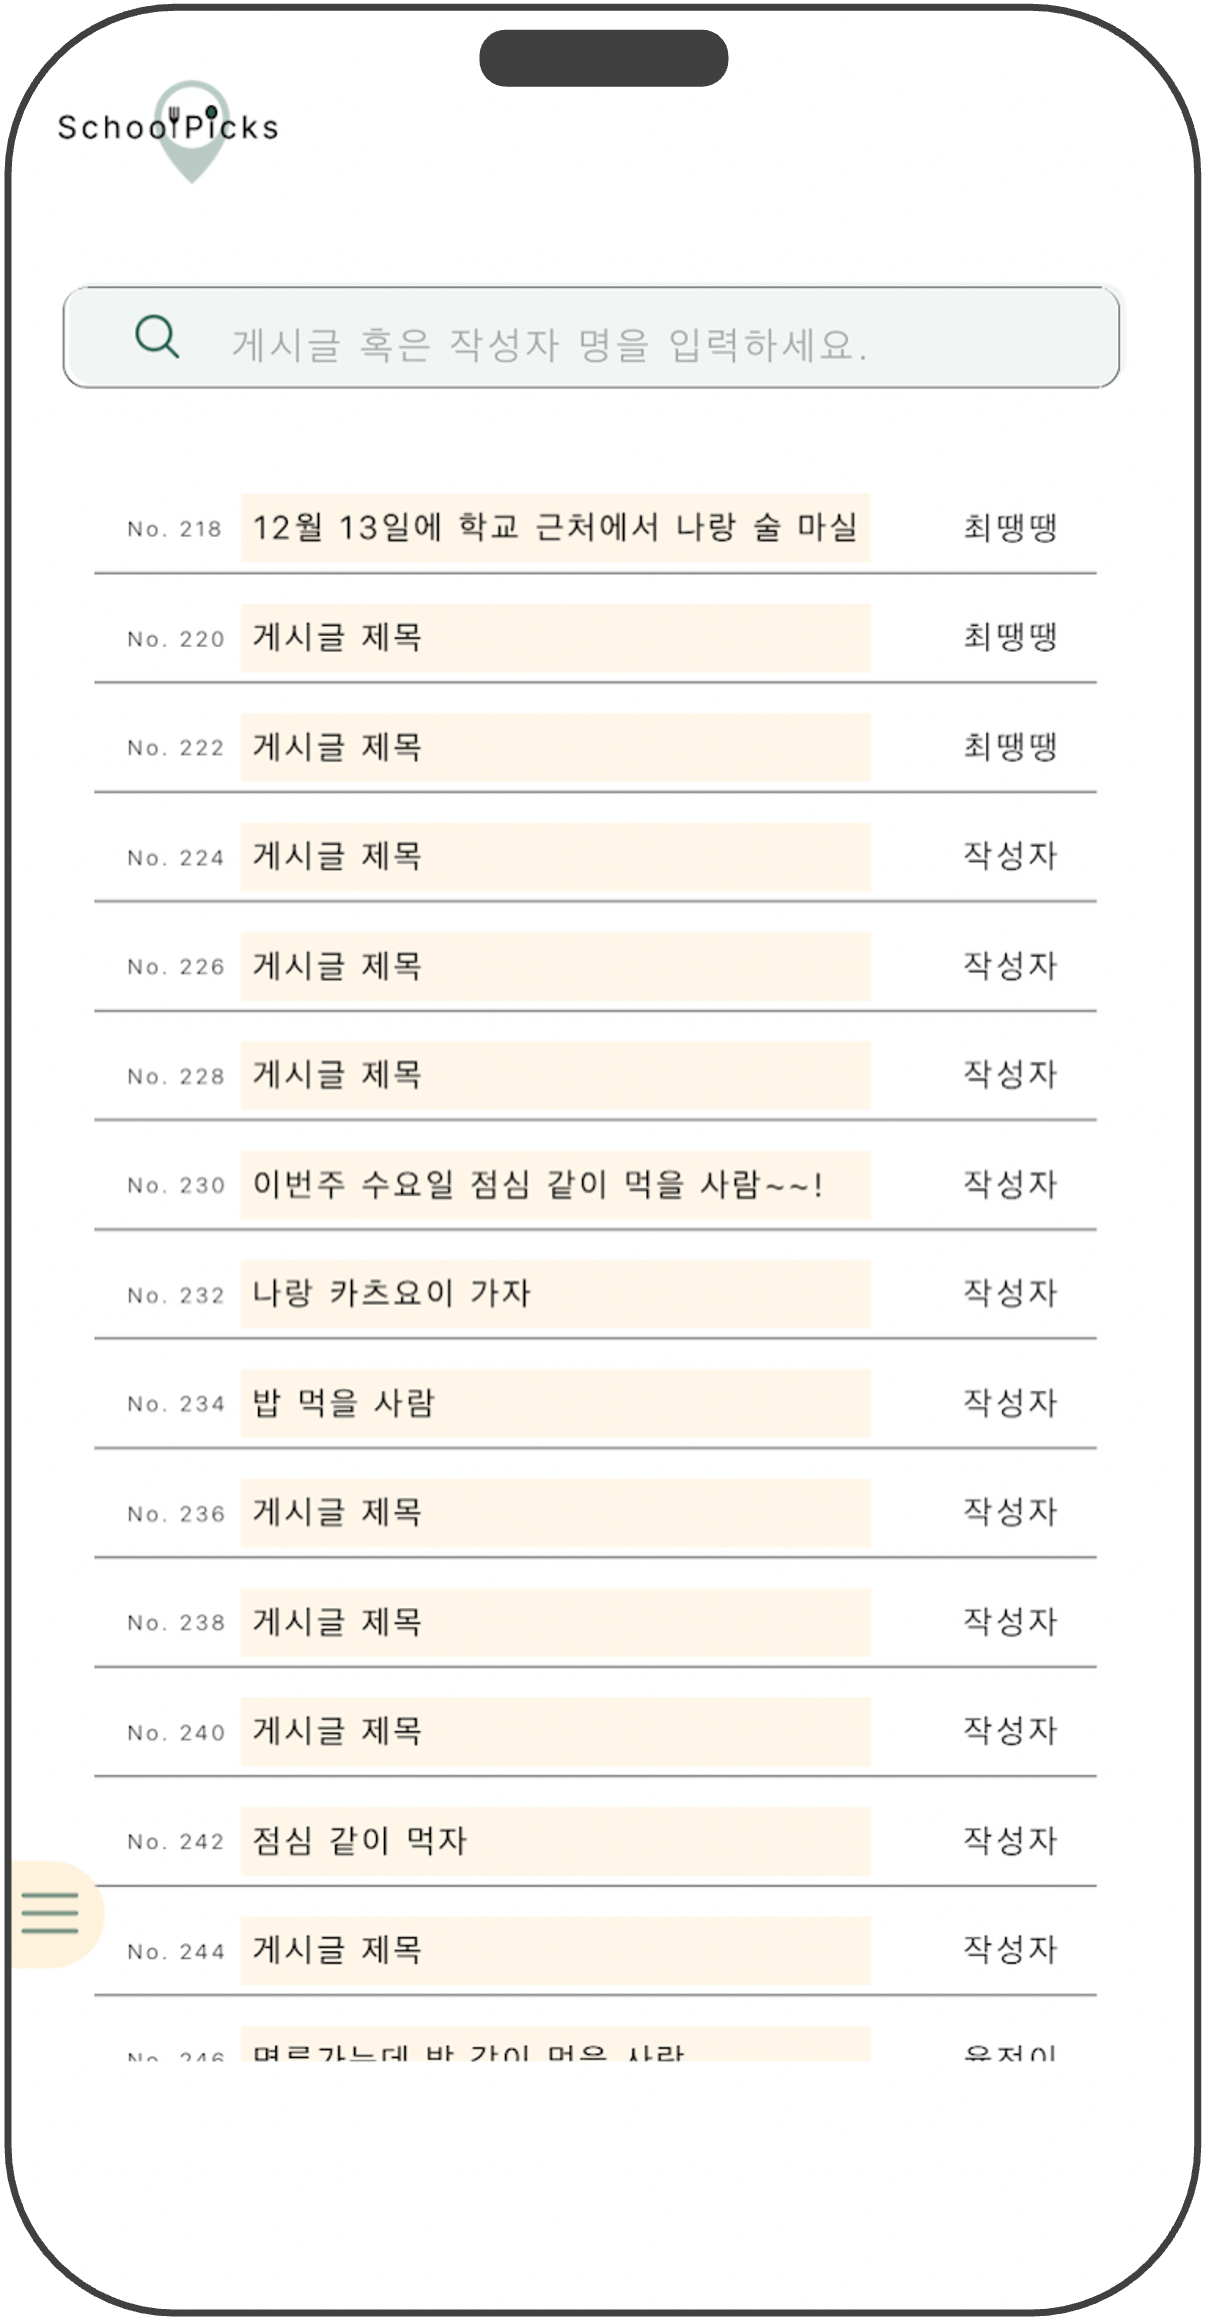 SchoolPicks
게시글 혹은 작성자 명을 입력하세요.
No. 218 12월 13일에 학교 근처에서 나랑 술 마실 최땡땡
No. 220 게시글 제목 최땡땡
No. 222 게시글 제목 최땡땡
No. 224 게시글 제목 작성자
No. 226 게시글 제목 작성자
No. 228 게시글 제목 작성자
No. 230 이번주 수요일 점심 같이 먹을 사람~~! 작성자
No. 232 나랑 카츠요이 가자 작성자
No. 234 밥 먹을 사람 작성자
No. 236 게시글 제목 작성자
No. 238 게시글 제목 작성자
No. 240 게시글 제목 작성자
No. 242 점심 같이 먹자 작성자
No. 244 게시글 제목 작성자
No. 246 먹을 사람